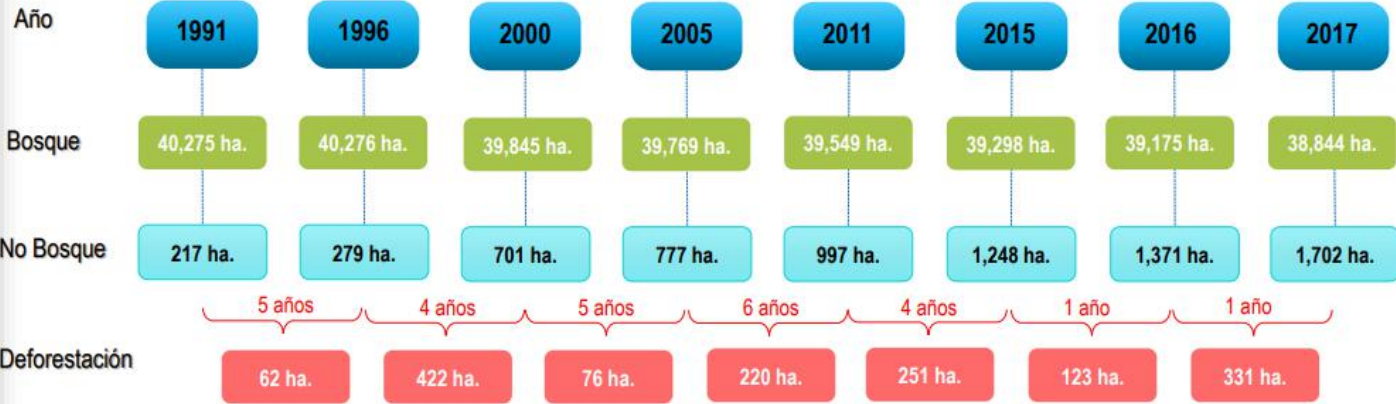 Año 1991 1996 2000 2005 2011 2015 2016 2017
Bosque 40,275 ha. 40,276 ha. 39,845 ha. 39,769 ha. 39,549 ha. 39,298 ha. 39,175 ha. 38,844 ha.
No Bosque 217 ha. 279 ha. 701 ha. 777 ha. 997 ha. 1,248 ha. 1,371 ha. 1,702 ha.
5 años 4 años 5 años 6 años 4 años 1 año 1 año
Deforestación 62 ha. 422 ha. 76 ha. 220 ha. 251 ha. 123 ha. 331 ha.